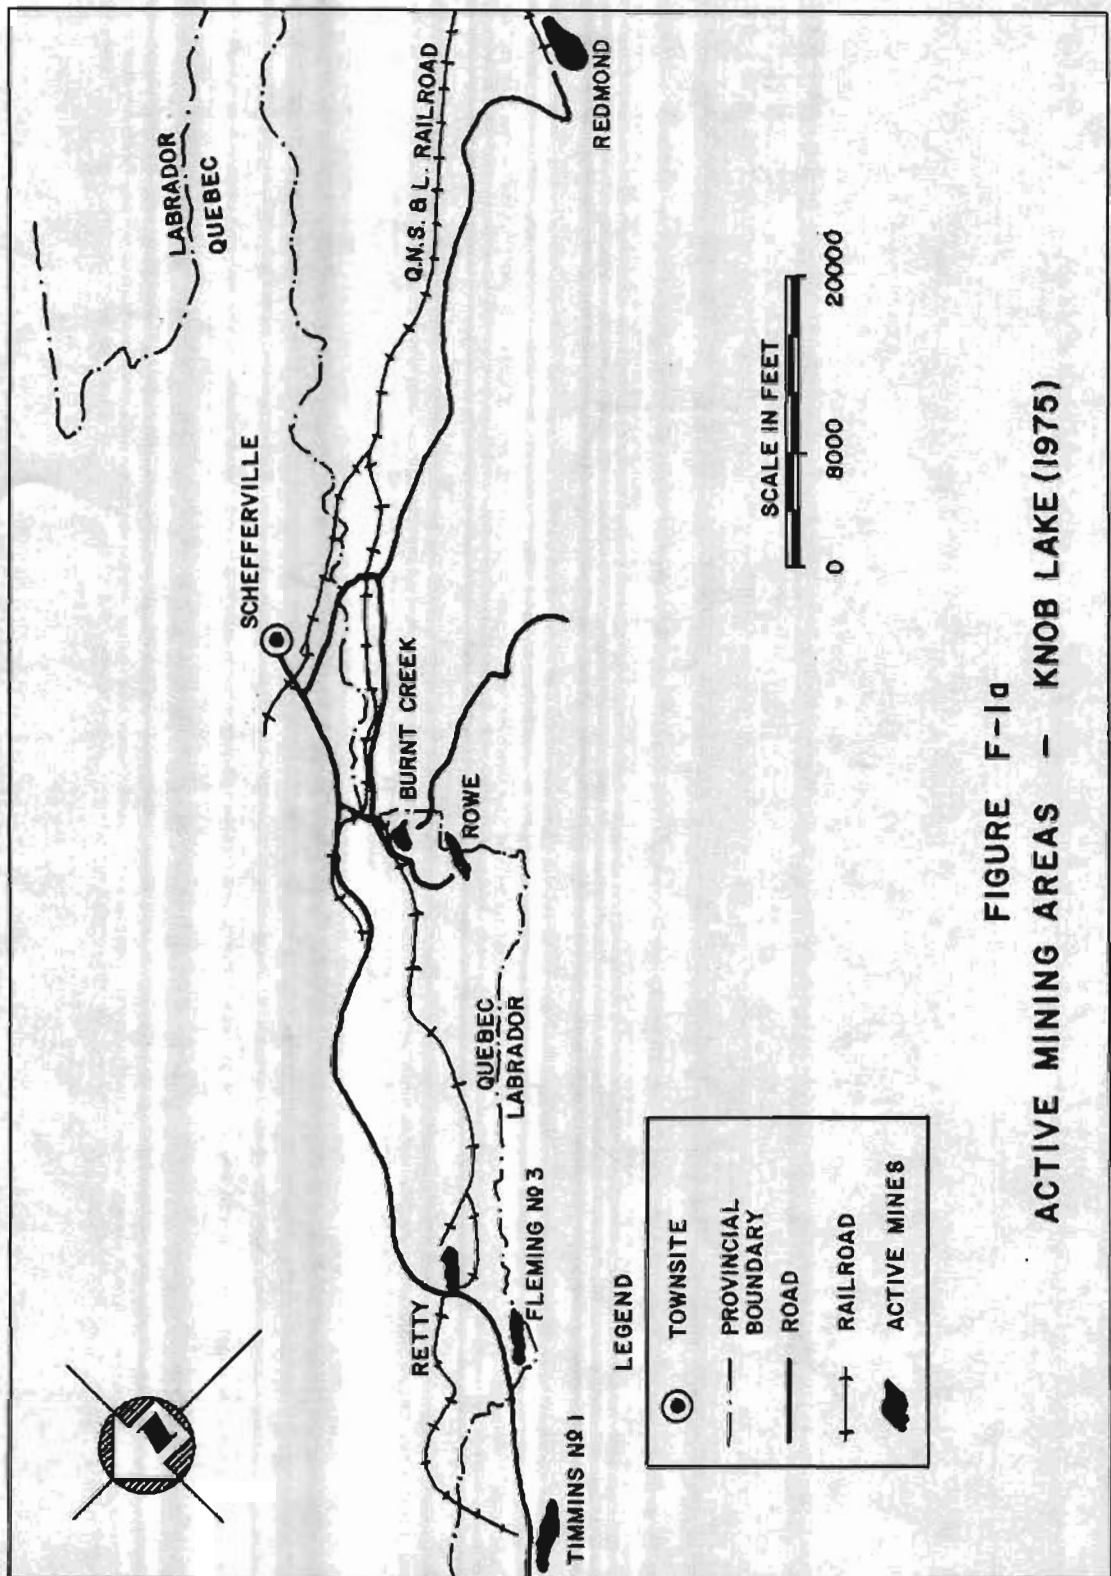 LABRADOR
QUEBEC
SCHEFFERVILLE
Q.N.S. & L. RAILROAD
REDMOND
BURNT CREEK
ROWE
QUEBEC
LABRADOR
RETTY
FLEMING Nº 3
TIMMINS Nº 1
LEGEND
TOWNSITE
PROVINCIAL
BOUNDARY
ROAD
RAILROAD
ACTIVE MINES
SCALE IN FEET
0 8000 20000
FIGURE F-1a
ACTIVE MINING AREAS — KNOB LAKE (1975)